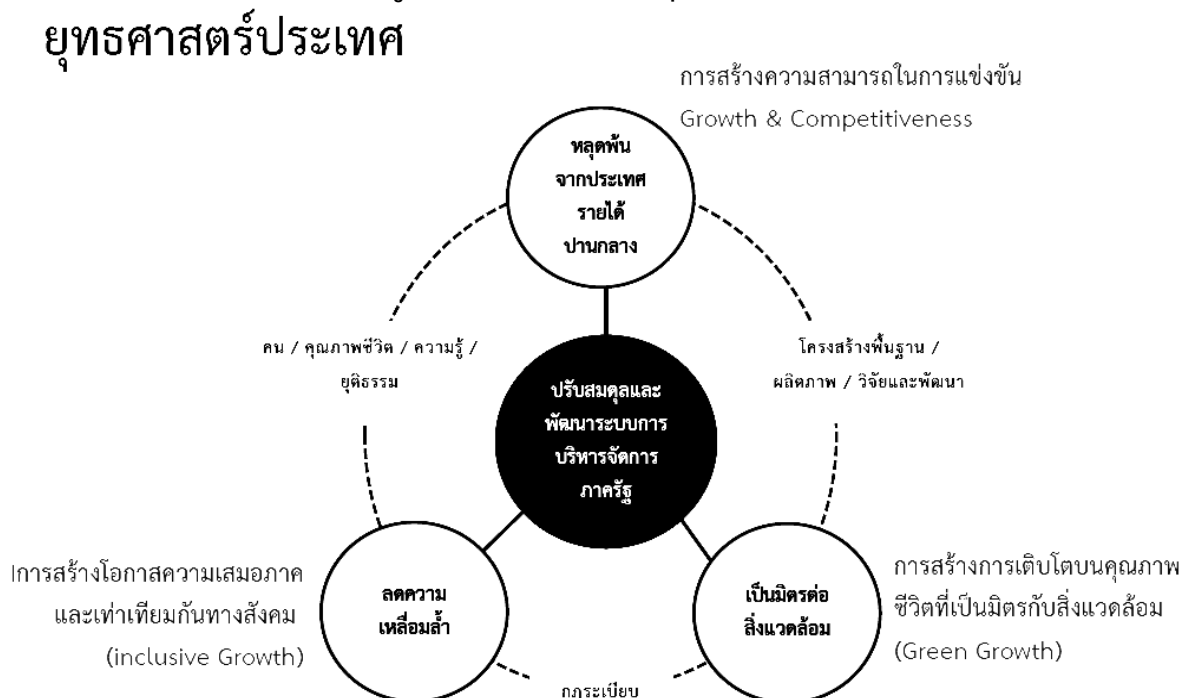 ยุทธศาสตร์ประเทศ
การสร้างความสามารถในการแข่งขัน
Growth & Competitiveness
หลุดพ้น
จากประเทศ
รายได้
ปานกลาง
คน / คุณภาพชีวิต / ความรู้ /
ยุติธรรม
โครงสร้างพื้นฐาน /
ผลิตภาพ / วิจัยและพัฒนา
ปรับสมดุลและ
พัฒนาระบบการ
บริหารจัดการ
ภาครัฐ
การสร้างโอกาสความเสมอภาค
และเท่าเทียมกันทางสังคม
(inclusive Growth)
ลดความ
เหลื่อมล้ำ
เป็นมิตรต่อ
สิ่งแวดล้อม
การสร้างการเติบโตบนคุณภาพ
ชีวิตที่เป็นมิตรกับสิ่งแวดล้อม
(Green Growth)
กฎระเบียบ